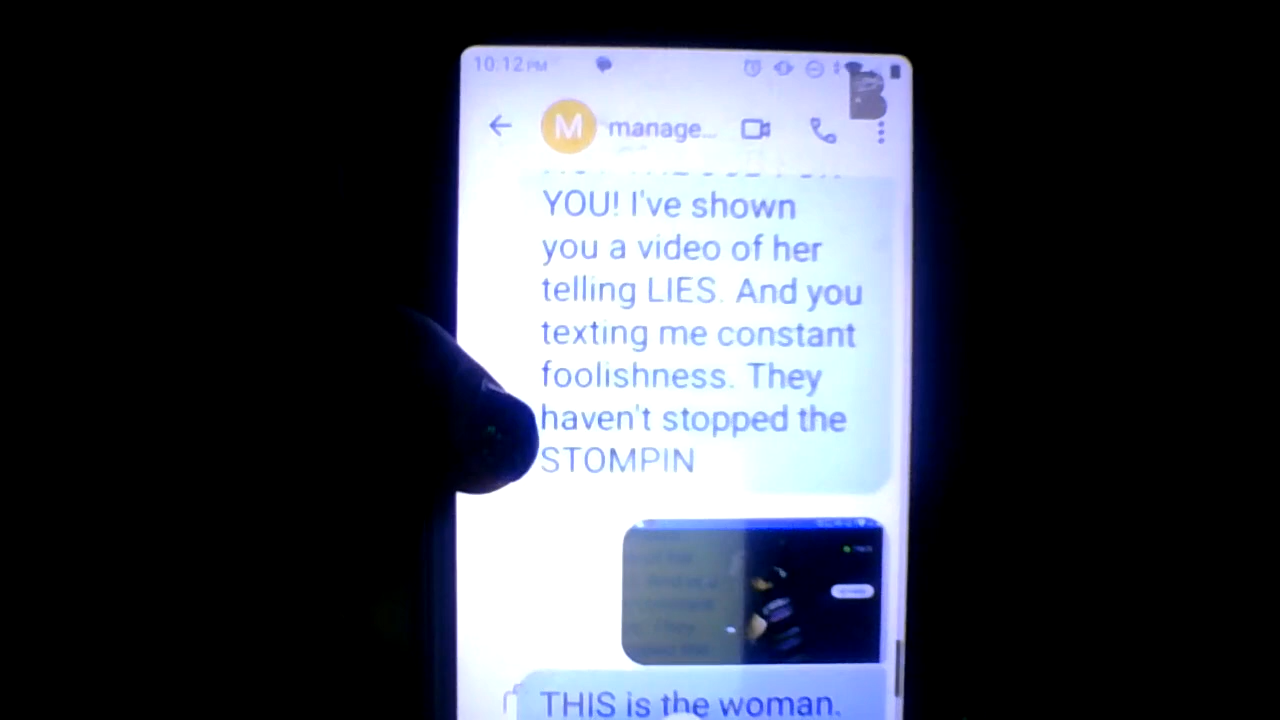 10:12 PM
M manage...
YOU! I've shown
you a video of her
telling LIES. And you
texting me constant
foolishness. They
haven't stopped the
STOMPIN
THIS is the woman.